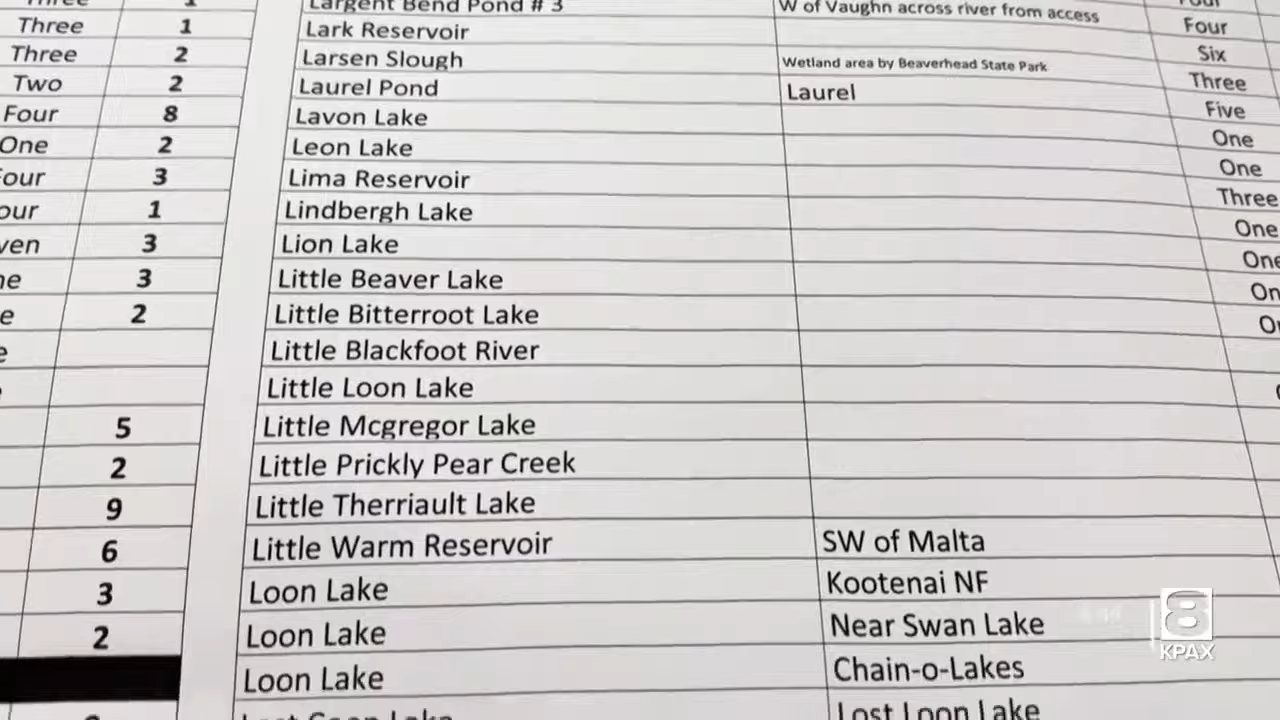 Three 1 Largent Bend Pond # 3 W of Vaughn across river from access Four
Three 1 Lark Reservoir Four
Three 2 Larsen Slough Wetland area by Beaverhead State Park Six
Two 2 Laurel Pond Laurel Three
Four 8 Lavon Lake Five
One 2 Leon Lake One
Four 3 Lima Reservoir One
our 1 Lindbergh Lake Three
ven 3 Lion Lake One
ne 3 Little Beaver Lake One
e 2 Little Bitterroot Lake On
e Little Blackfoot River O
Little Loon Lake
5 Little Mcgregor Lake
2 Little Prickly Pear Creek
9 Little Therriault Lake
6 Little Warm Reservoir SW of Malta
3 Loon Lake Kootenai NF
2 Loon Lake Near Swan Lake
Loon Lake Chain-o-Lakes
Lost Loon Lake
8
KPAX